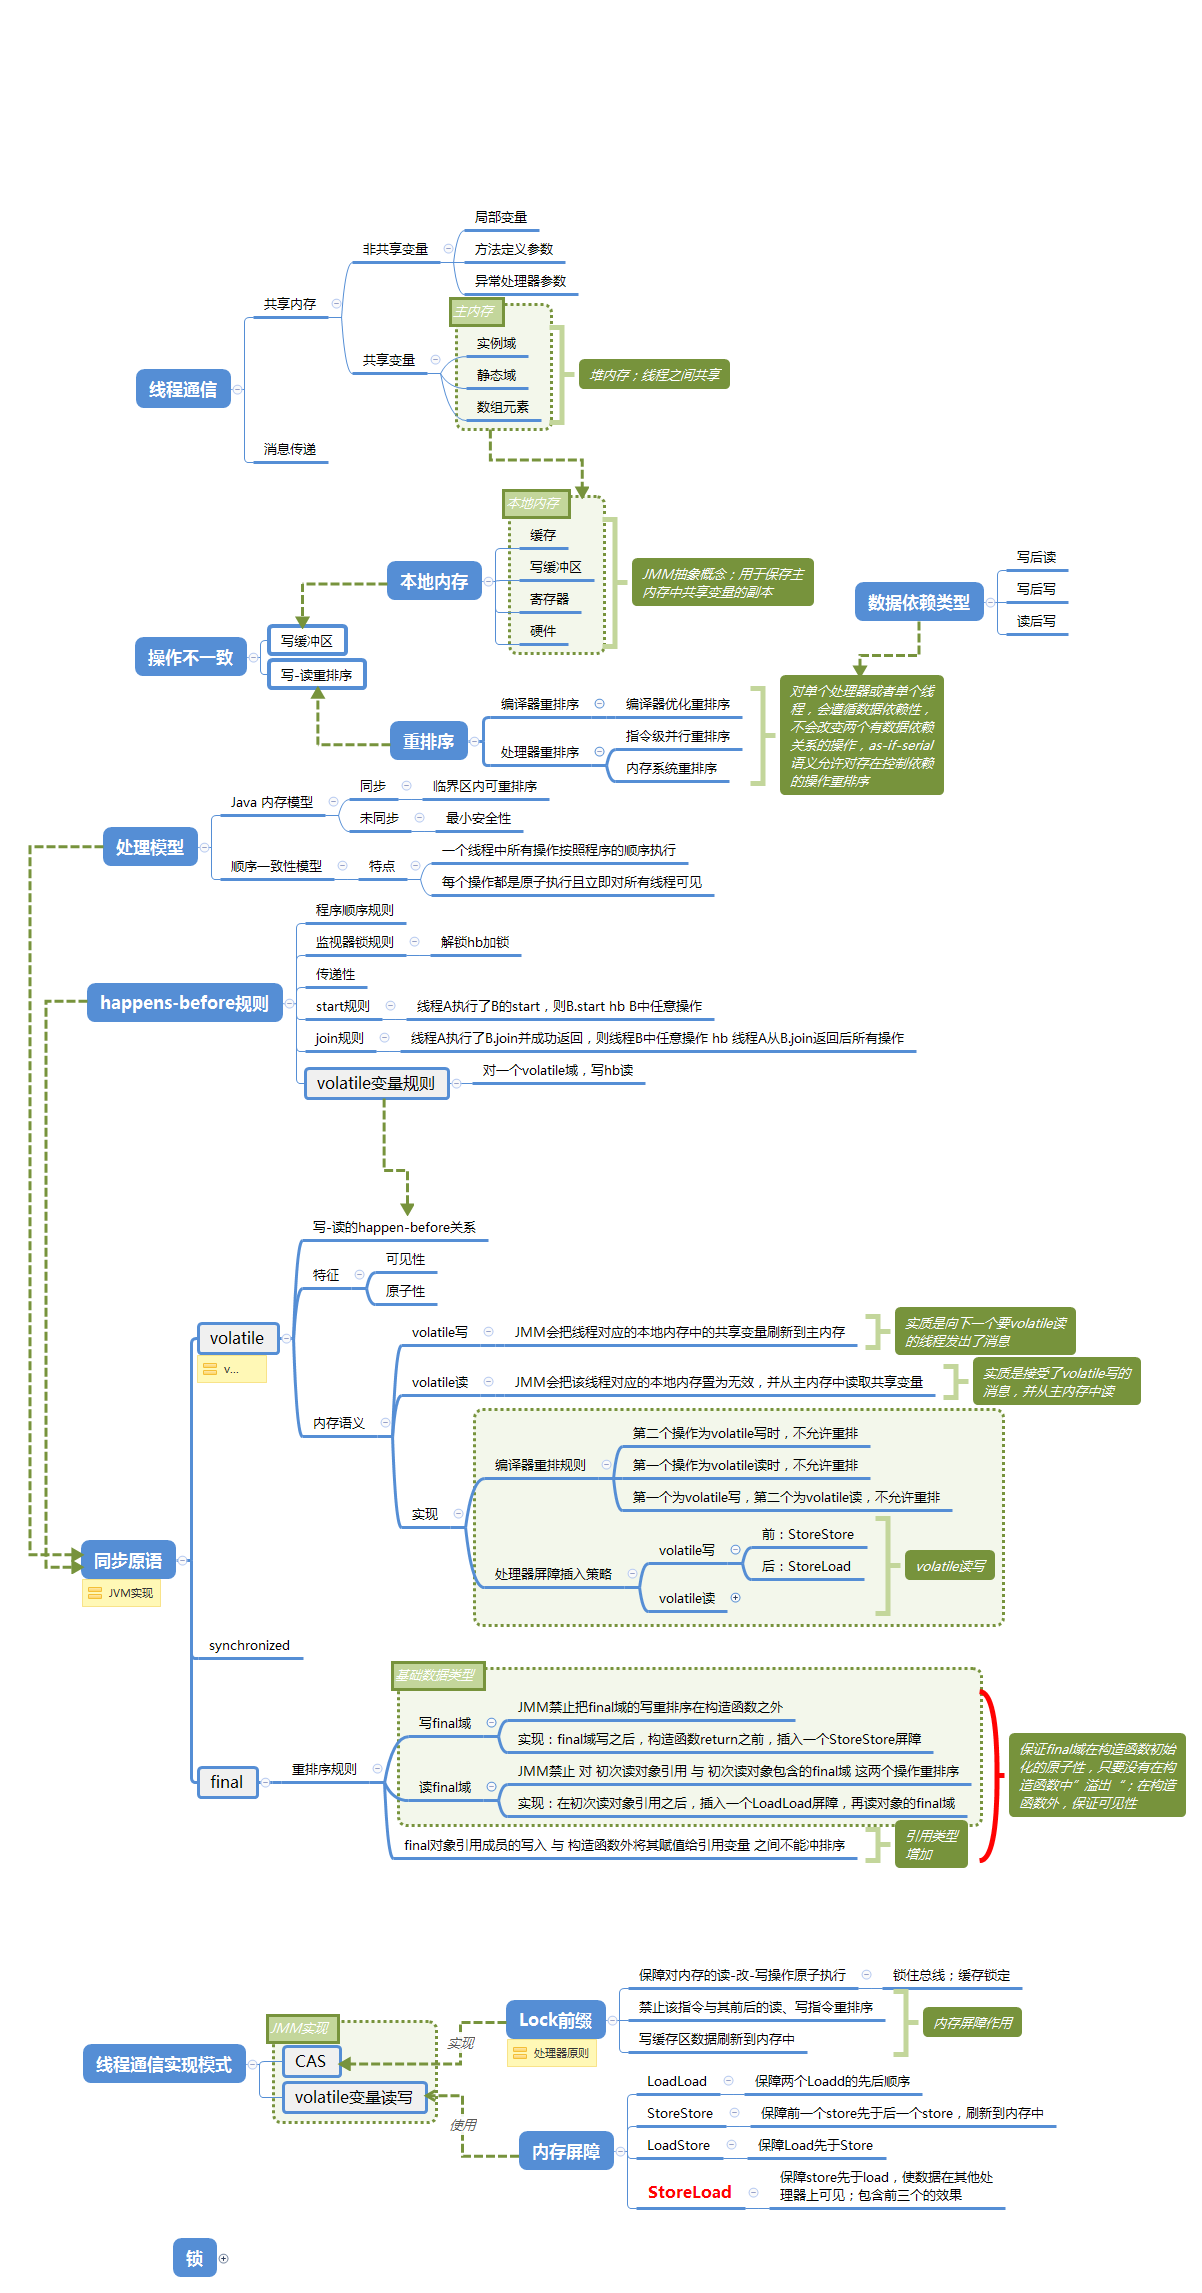 局部变量
非共享变量
方法定义参数
异常处理器参数
共享内存
主内存
实例域
共享变量
静态域
堆内存；线程之间共享
线程通信
数组元素
消息传递
本地内存
缓存
写后读
写缓冲区
本地内存
JMM抽象概念；用于保存主
内存中共享变量的副本
写后写
数据依赖类型
寄存器
读后写
硬件
写缓冲区
操作不一致
写-读重排序
编译器重排序
编译器优化重排序
对单个处理器或者单个线
程，会遵循数据依赖性，
不会改变两个有数据依赖
关系的操作，as-if-serial
语义允许对存在控制依赖
的操作重排序
重排序
指令级并行重排序
处理器重排序
内存系统重排序
同步
临界区内可重排序
Java 内存模型
未同步
最小安全性
处理模型
一个线程中所有操作按照程序的顺序执行
顺序一致性模型
特点
每个操作都是原子执行且立即对所有线程可见
程序顺序规则
监视器锁规则
解锁hb加锁
传递性
happens-before规则
start规则
线程A执行了B的start，则B.start hb B中任意操作
join规则
线程A执行了B.join并成功返回，则线程B中任意操作 hb 线程A从B.join返回后所有操作
volatile变量规则
对一个volatile域，写hb读
写-读的happen-before关系
可见性
特征
原子性
volatile
v...
volatile写
JMM会把线程对应的本地内存中的共享变量刷新到主内存
实质是向下一个要volatile读
的线程发出了消息
volatile读
JMM会把该线程对应的本地内存置为无效，并从主内存中读取共享变量
实质是接受了volatile写的
消息，并从主内存中读
内存语义
第二个操作为volatile写时，不允许重排
编译器重排规则
第一个操作为volatile读时，不允许重排
第一个为volatile写，第二个为volatile读，不允许重排
实现
前：StoreStore
volatile写
后：StoreLoad
处理器屏障插入策略
volatile读写
volatile读
同步原语
JVM实现
synchronized
基础数据类型
JMM禁止把final域的写重排序在构造函数之外
写final域
实现：final域写之后，构造函数return之前，插入一个StoreStore屏障
重排序规则
JMM禁止 对 初次读对象引用 与 初次读对象包含的final域 这两个操作重排序
读final域
实现：在初次读对象引用之后，插入一个LoadLoad屏障，再读对象的final域
保证final域在构造函数初始
化的原子性，只要没有在构
造函数中”溢出“；在构造
函数外，保证可见性
final
final对象引用成员的写入 与 构造函数外将其赋值给引用变量 之间不能冲排序
引用类型
增加
保障对内存的读-改-写操作原子执行
锁住总线；缓存锁定
Lock前缀
禁止该指令与其前后的读、写指令重排序
内存屏障作用
写缓存区数据刷新到内存中
处理器原则
JMM实现
实现
CAS
线程通信实现模式
volatile变量读写
使用
LoadLoad
保障两个Loadd的先后顺序
StoreStore
保障前一个store先于后一个store，刷新到内存中
内存屏障
LoadStore
保障Load先于Store
StoreLoad
保障store先于load，使数据在其他处
理器上可见；包含前三个的效果
锁